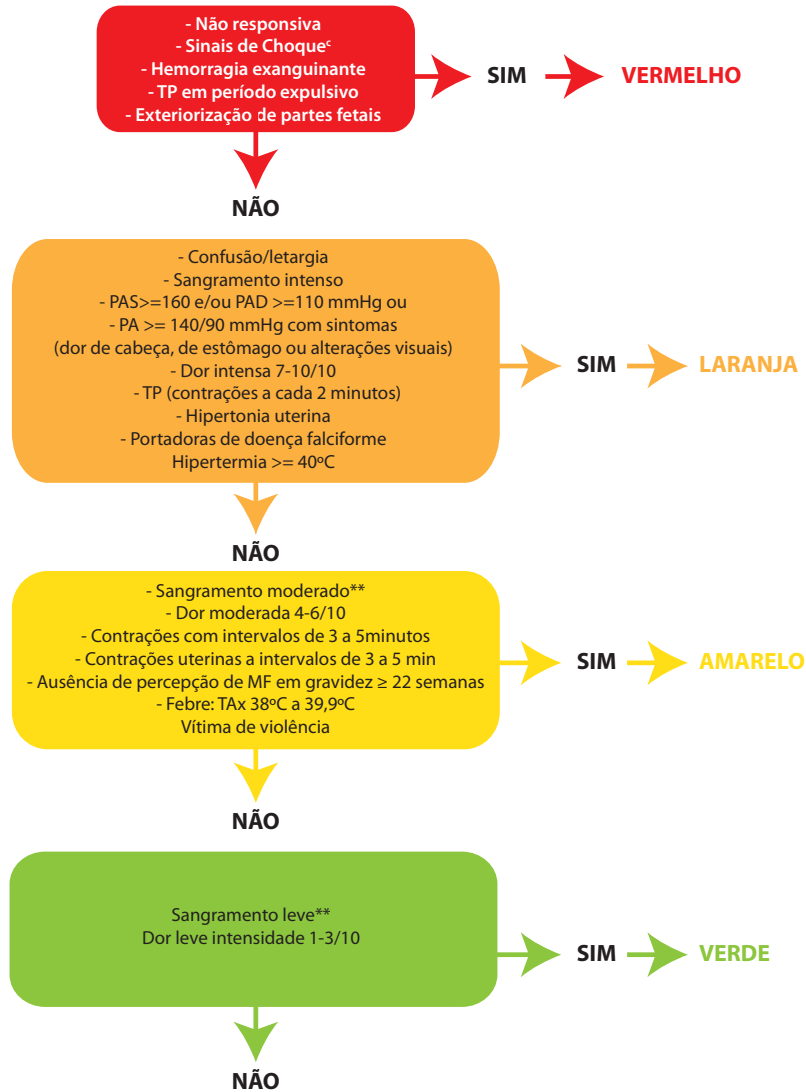 - Não responsiva
- Sinais de Choqueᶜ
- Hemorragia exanguinante
- TP em período expulsivo
- Exteriorização de partes fetais
SIM
VERMELHO
NÃO
- Confusão/letargia
- Sangramento intenso
- PAS>=160 e/ou PAD >=110 mmHg ou
- PA >= 140/90 mmHg com sintomas
(dor de cabeça, de estômago ou alterações visuais)
- Dor intensa 7-10/10
- TP (contrações a cada 2 minutos)
- Hipertonia uterina
- Portadoras de doença falciforme
Hipertermia >= 40ºC
SIM
LARANJA
NÃO
- Sangramento moderado**
- Dor moderada 4-6/10
- Contrações com intervalos de 3 a 5minutos
- Contrações uterinas a intervalos de 3 a 5 min
- Ausência de percepção de MF em gravidez ≥ 22 semanas
- Febre: TAx 38ºC a 39,9ºC
Vítima de violência
SIM
AMARELO
NÃO
Sangramento leve**
Dor leve intensidade 1-3/10
SIM
VERDE
NÃO